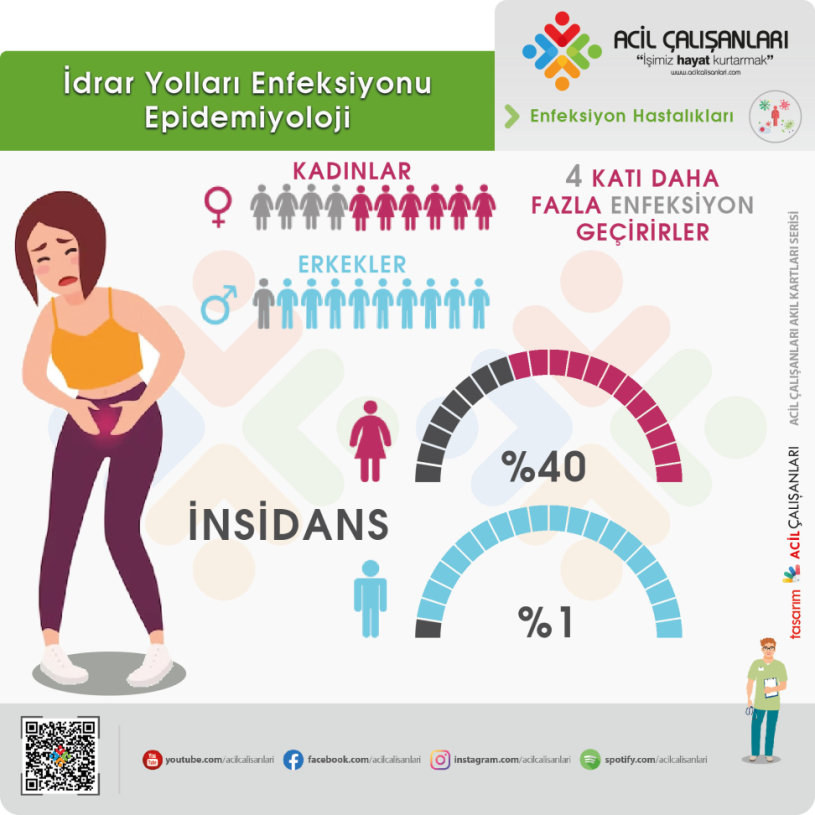 ACİL ÇALIŞANLARI
“İşimiz hayat kurtarmak”
www.acilcalisanlari.com
İdrar Yolları Enfeksiyonu
Epidemiyoloji
Enfeksiyon Hastalıkları
KADINLAR
4 KATI DAHA
FAZLA ENFEKSİYON
GEÇİRİRLER
ERKEKLER
%40
İNSİDANS
%1
ACİL ÇALIŞANLARI AKIL KARTLARI SERİSİ
tasarım ACİL ÇALIŞANLARI
You Tube
youtube.com/acilcalisanlari
facebook.com/acilcalisanlari
instagram.com/acilcalisanlari
spotify.com/acilcalisanlari